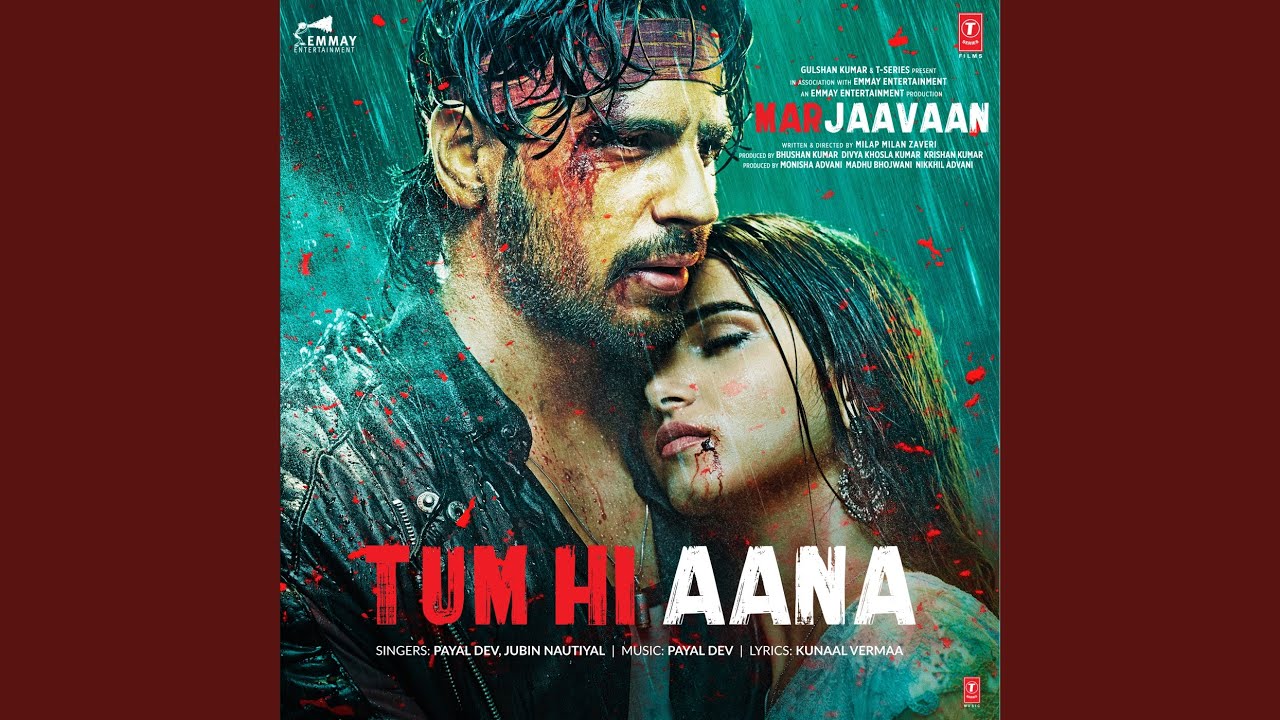 EMMAY
ENTERTAINMENT
T
SERIES
FILMS
GULSHAN KUMAR & T-SERIES PRESENT
IN ASSOCIATION WITH EMMAY ENTERTAINMENT
AN EMMAY ENTERTAINMENT PRODUCTION
MARJAAVAAN
WRITTEN & DIRECTED BY MILAP MILAN ZAVERI
PRODUCED BY BHUSHAN KUMAR DIVYA KHOSLA KUMAR KRISHAN KUMAR
PRODUCED BY MONISHA ADVANI MADHU BHOJWANI NIKKHIL ADVANI
TUM HI AANA
SINGERS: PAYAL DEV, JUBIN NAUTIYAL | MUSIC: PAYAL DEV | LYRICS: KUNAAL VERMAA
T
SERIES
MUSIC